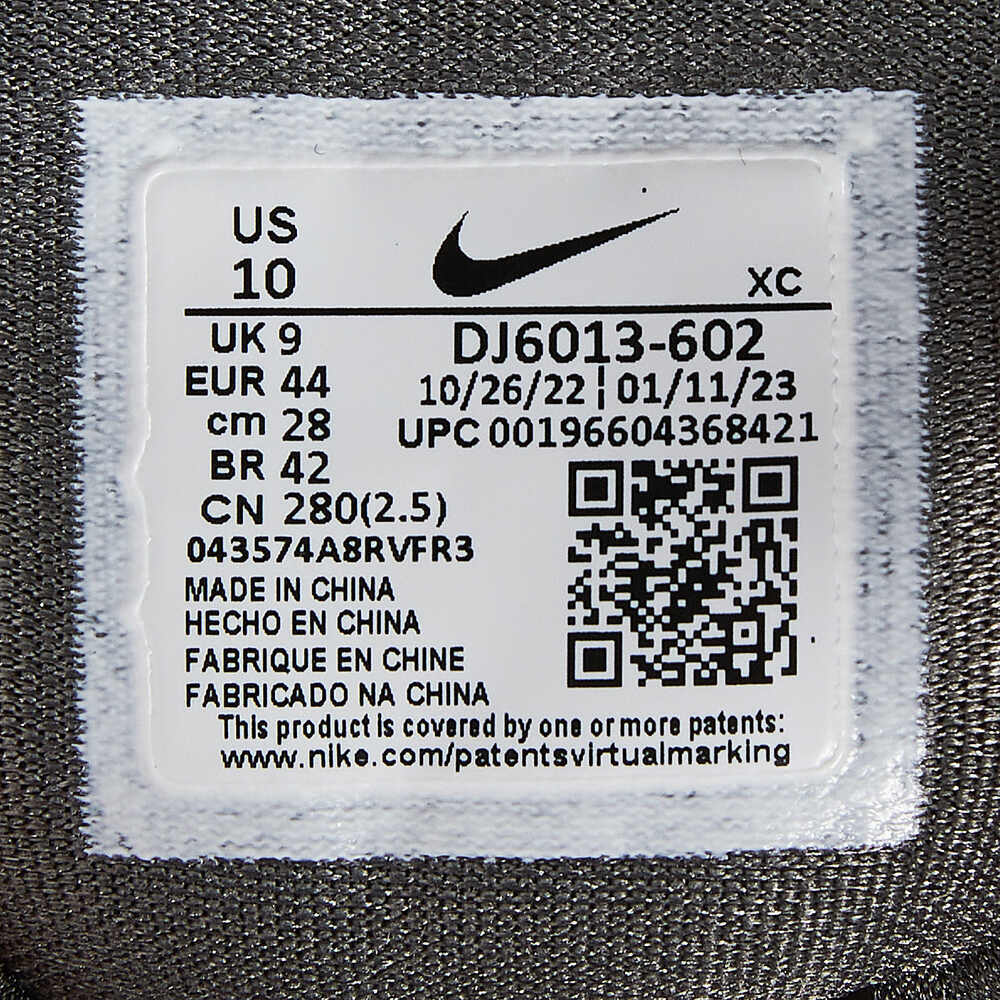 US
10
XC
UK 9
EUR 44
cm 28
BR 42
CN 280(2.5)
DJ6013-602
10/26/22 | 01/11/23
UPC 00196604368421
043574A8RVFR3
MADE IN CHINA
HECHO EN CHINA
FABRIQUE EN CHINE
FABRICADO NA CHINA
This product is covered by one or more patents:
www.nike.com/patentsvirtualmarking